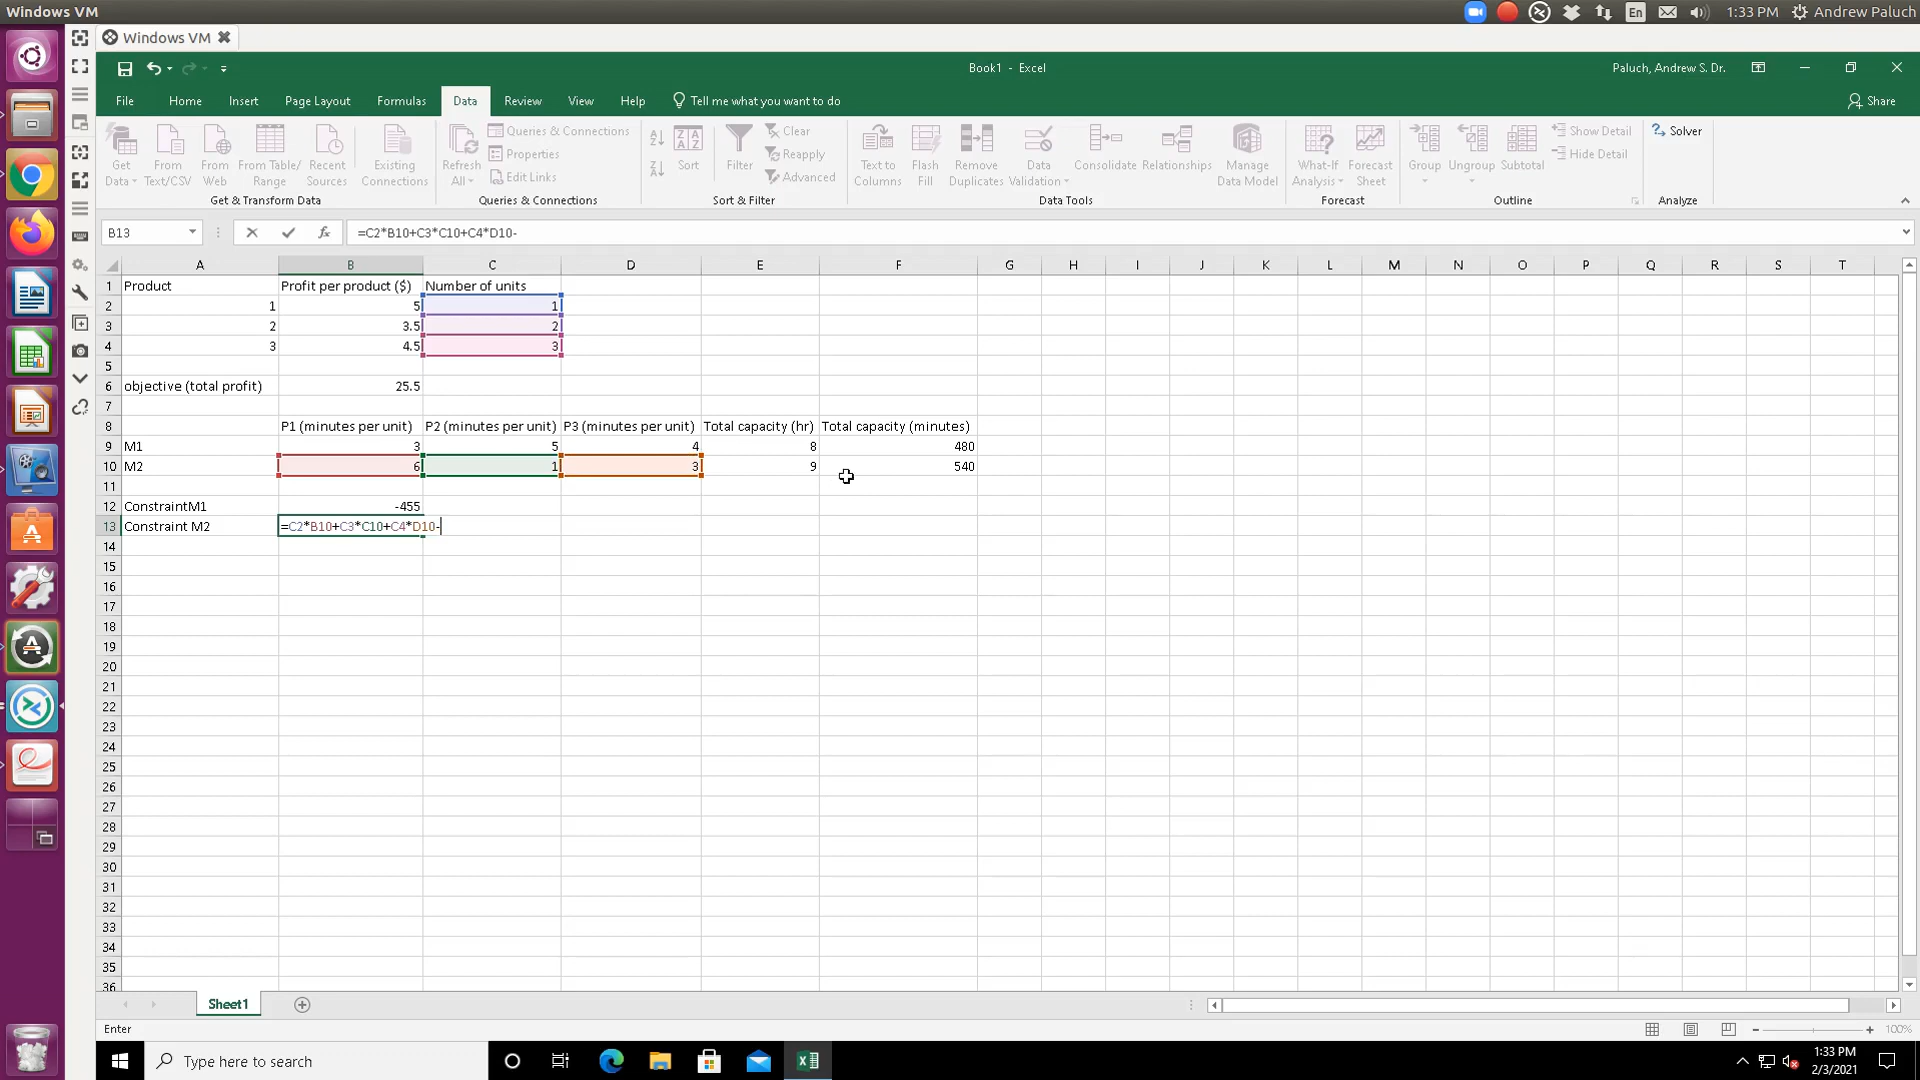 Windows VM
En
1:33 PM
Andrew Paluch
Windows VM
Book1 - Excel
Paluch, Andrew S. Dr.
File Home Insert Page Layout Formulas Data Review View Help Tell me what you want to do Share
Get Data
From Text/CSV
From Web
From Table/ Range
Recent Sources
Existing Connections
Get & Transform Data
Refresh All
Queries & Connections
Properties
Edit Links
Queries & Connections
Sort
Filter
Clear
Reapply
Advanced
Sort & Filter
Text to Columns
Flash Fill
Remove Duplicates
Data Validation
Consolidate
Relationships
Manage Data Model
Data Tools
What-If Analysis
Forecast Sheet
Forecast
Group
Ungroup
Subtotal
Show Detail
Hide Detail
Outline
Solver
Analyze
B13 fx =C2*B10+C3*C10+C4*D10-
A B C D E F G H I J K L M N O P Q R S T
1 Product Profit per product ($) Number of units
2 1 5 1
3 2 3.5 2
4 3 4.5 3
5
6 objective (total profit) 25.5
7
8 P1 (minutes per unit) P2 (minutes per unit) P3 (minutes per unit) Total capacity (hr) Total capacity (minutes)
9 M1 3 5 4 8 480
10 M2 6 1 3 9 540
11
12 ConstraintM1 -455
13 Constraint M2 =C2*B10+C3*C10+C4*D10-
14
15
16
17
18
19
20
21
22
23
24
25
26
27
28
29
30
31
32
33
34
35
36
Sheet1
Enter
100%
Type here to search
1:33 PM
2/3/2021